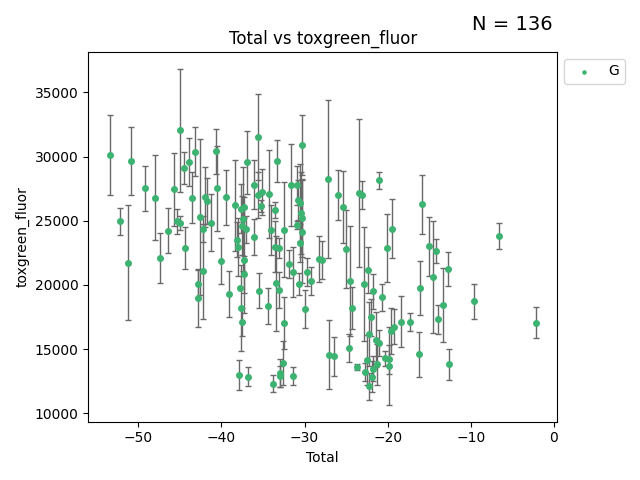 N = 136
Total vs toxgreen_fluor
G
toxgreen_fluor
35000
30000
25000
20000
15000
10000
−50 −40 −30 −20 −10 0
Total